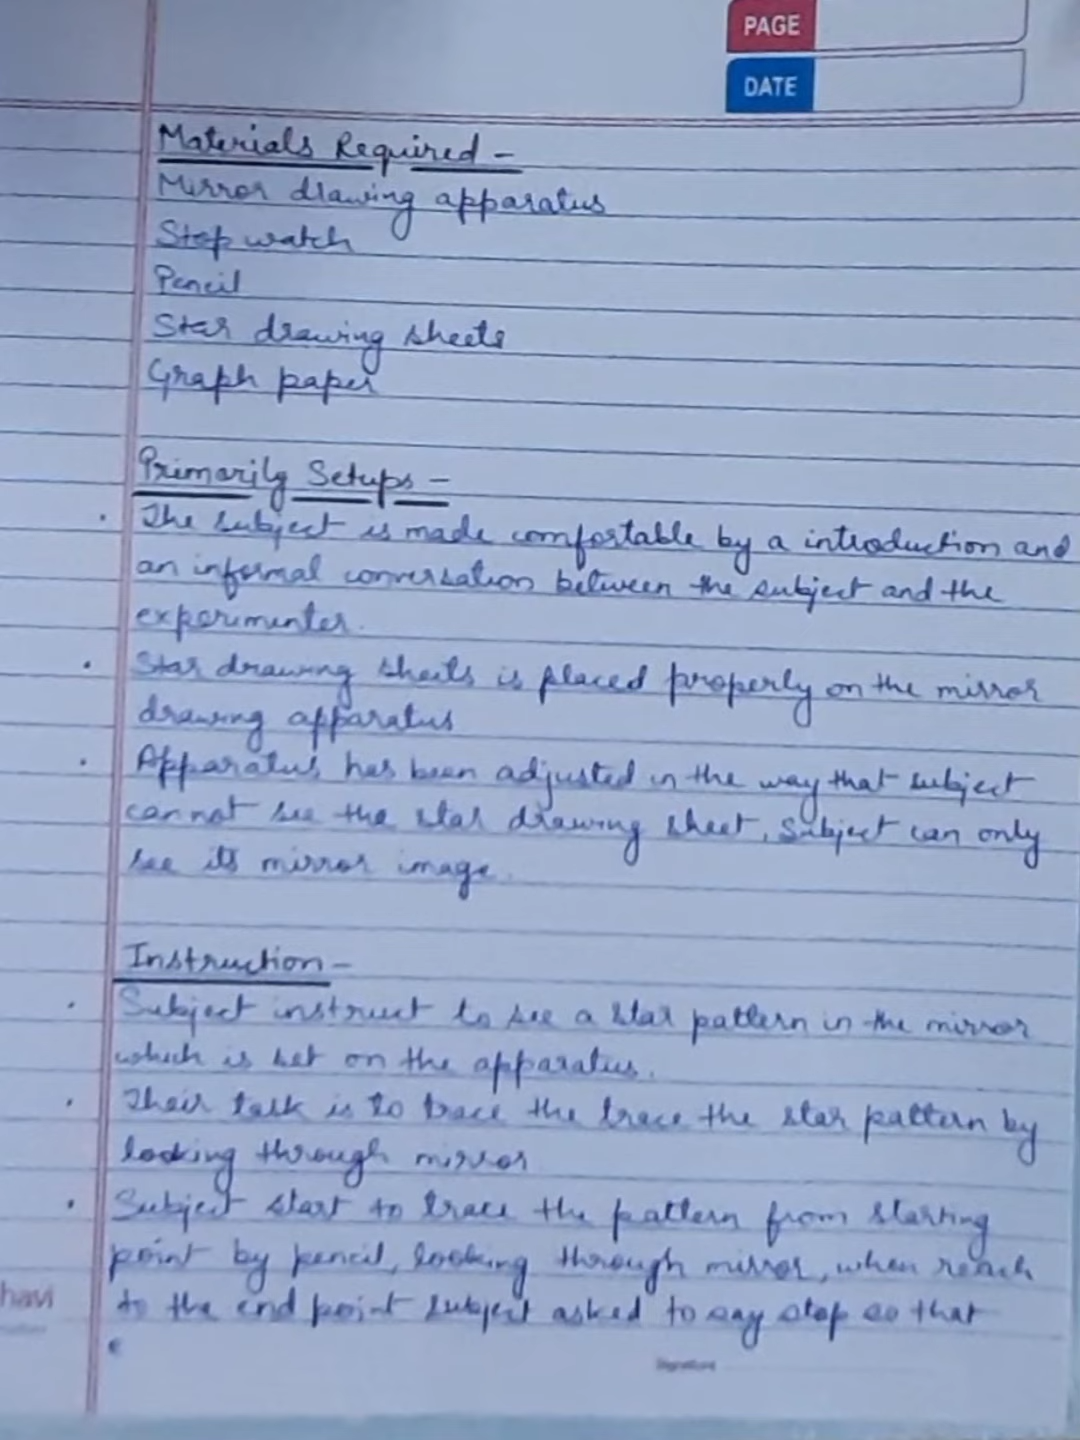 PAGE
DATE
Materials Required -
Mirror drawing apparatus
Stop watch
Pencil
Star drawing sheets
Graph paper
Primarily Setups -
. The subject is made comfortable by a introduction and
an informal conversation between the subject and the
experimenter.
. Star drawing sheets is placed properly on the mirror
drawing apparatus
. Apparatus has been adjusted in the way that subject
cannot see the star drawing sheet, Subject can only
see its mirror image.
Instruction -
. Subject instruct to see a star pattern in the mirror
which is set on the apparatus.
. Their task is to trace the trace the star pattern by
looking through mirror
. Subject start to trace the pattern from starting
point by pencil, looking through mirror, when reach
to the end point subject asked to say stop so that
havi
Signature